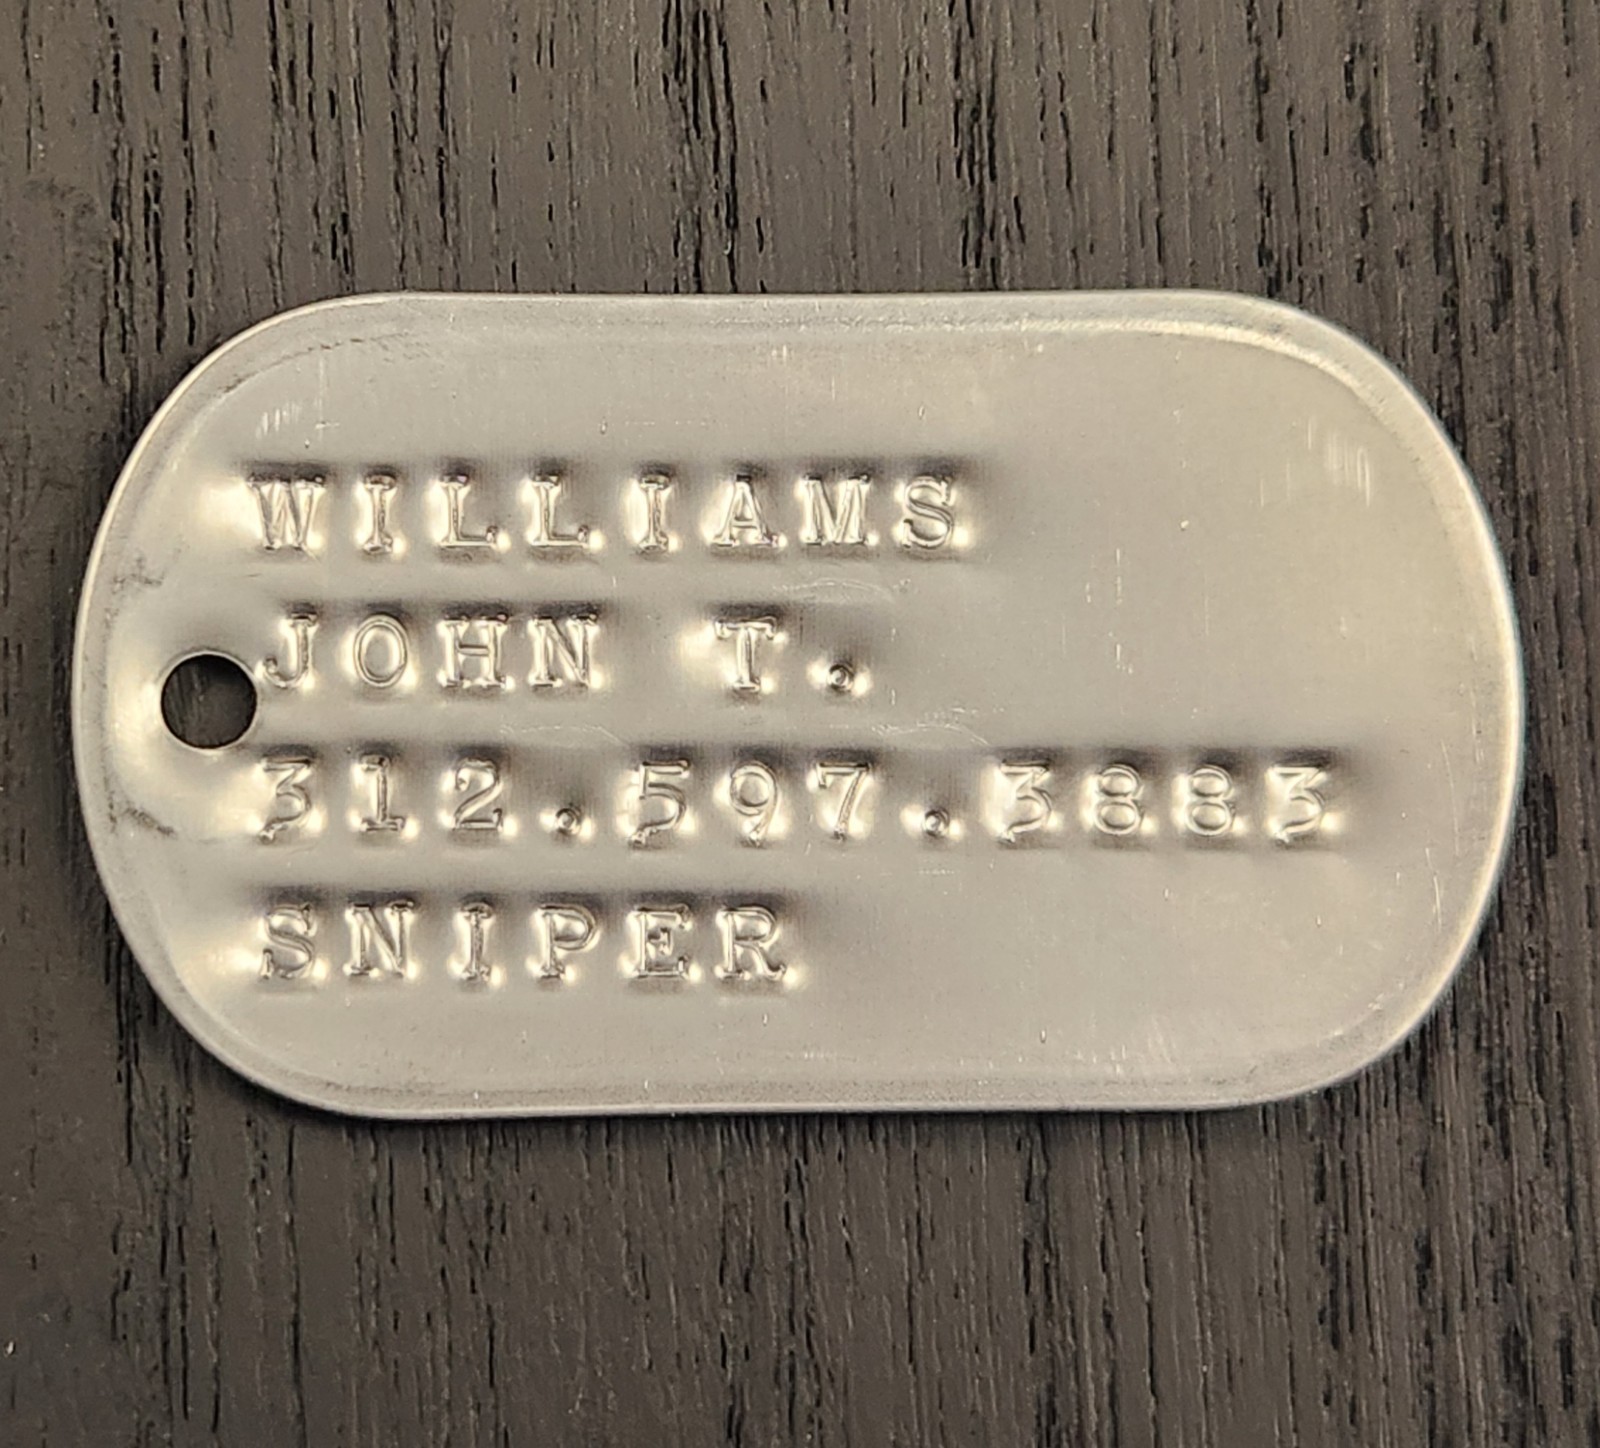 WILLIAMS
JOHN T.
312.597.3883
SNIPER